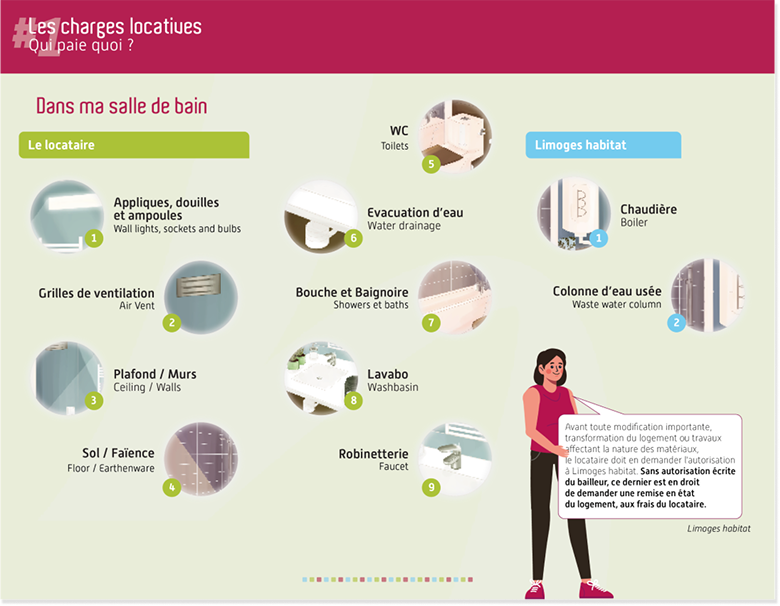 #1
Les charges locatives
Qui paie quoi ?
Dans ma salle de bain
Le locataire
1
Appliques, douilles
et ampoules
Wall lights, sockets and bulbs
Grilles de ventilation
Air Vent
2
3
Plafond / Murs
Ceiling / Walls
Sol / Faïence
Floor / Earthenware
4
WC
Toilets
5
6
Evacuation d'eau
Water drainage
Bouche et Baignoire
Showers et baths
7
8
Lavabo
Washbasin
Robinetterie
Faucet
9
Limoges habitat
1
Chaudière
Boiler
Colonne d'eau usée
Waste water column
2
Avant toute modification importante,
transformation du logement ou travaux
affectant la nature des matériaux,
le locataire doit en demander l'autorisation
à Limoges habitat. Sans autorisation écrite
du bailleur, ce dernier est en droit
de demander une remise en état
du logement, aux frais du locataire.
Limoges habitat